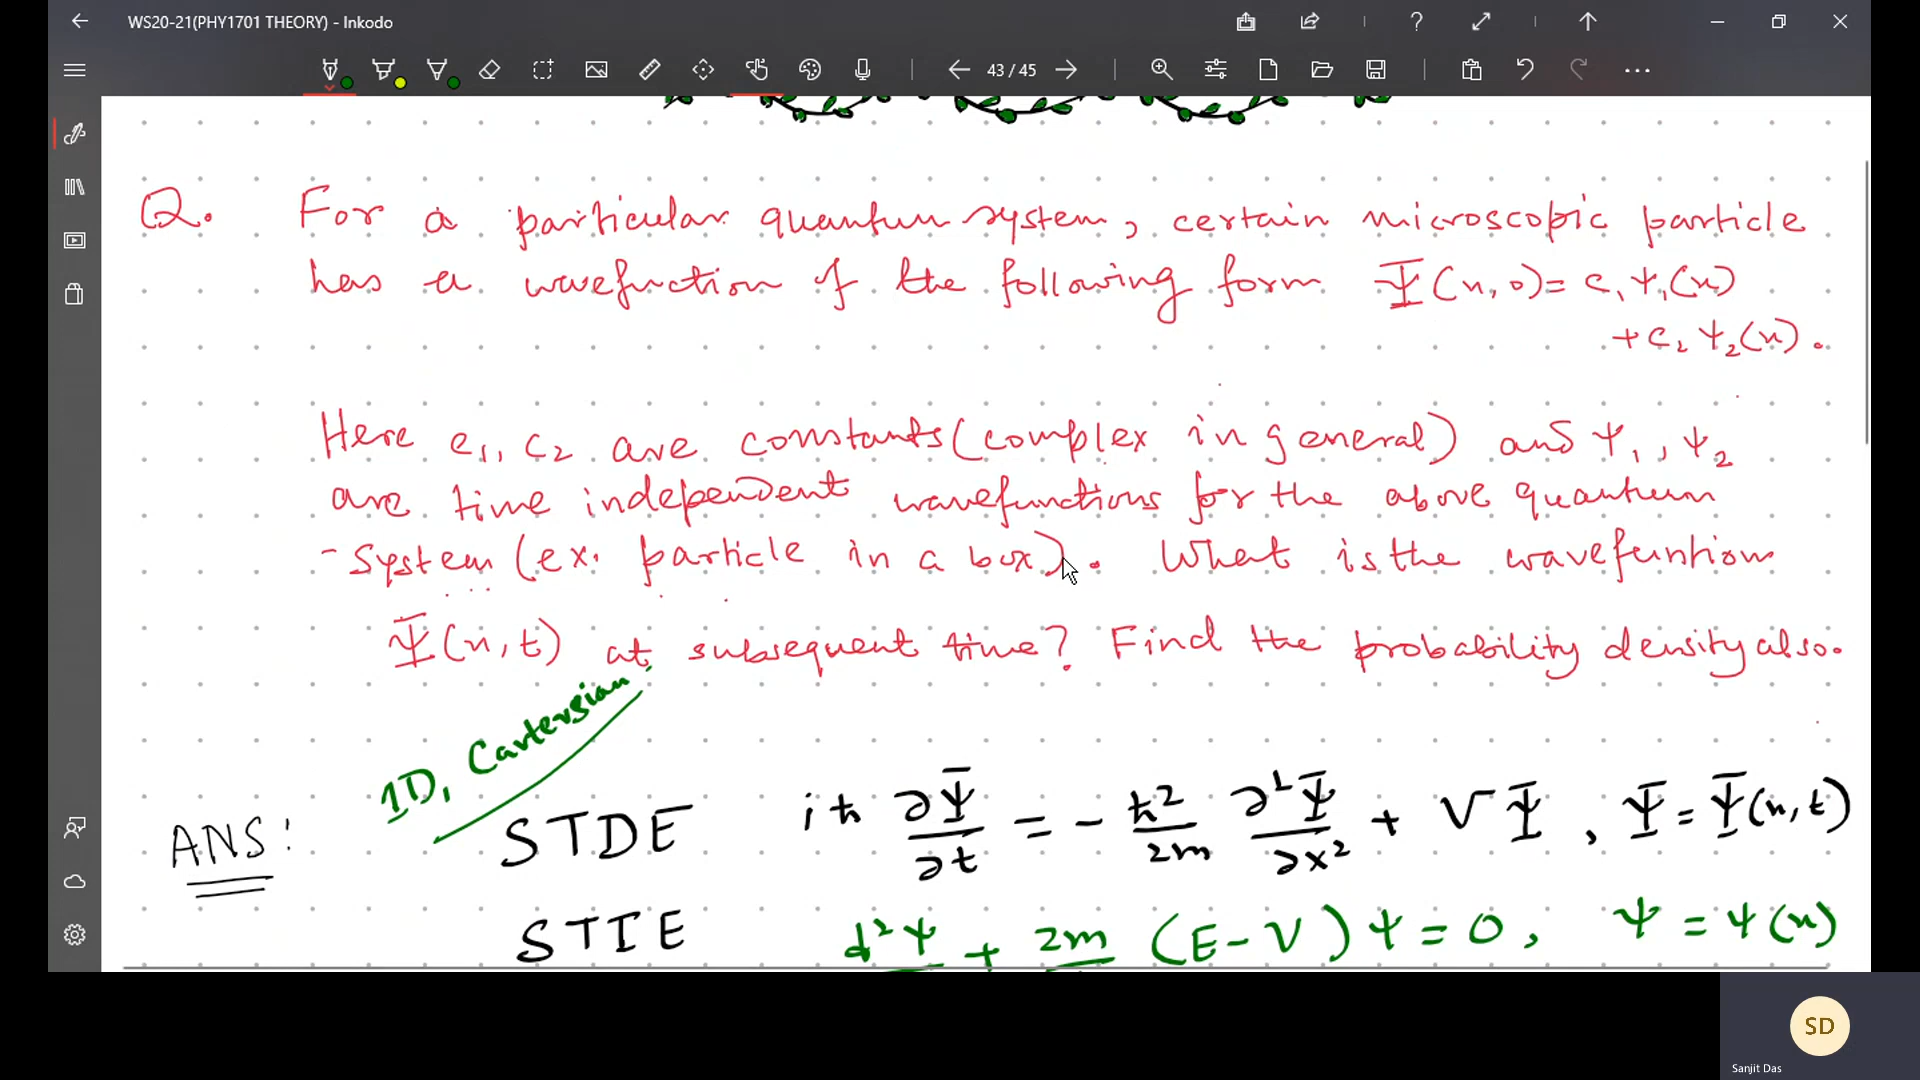 WS20-21(PHY1701 THEORY) - Inkodo
43 / 45
Q. For a particular quantum system, certain microscopic particle
has a wavefunction of the following form Ψ(x,0)= c₁ψ₁(x)
+ c₂ψ₂(x).
Here c₁, c₂ are constants (complex in general) and ψ₁, ψ₂
are time independent wavefunctions for the above quantum
system (ex. particle in a box). What is the wavefuntion
Ψ(x,t) at subsequent time? Find the probability density also.
1D, Cartersian
ANS:
STDE iħ ∂Ψ/∂t = - ħ²/2m ∂²Ψ/∂x² + VΨ, Ψ = Ψ(x,t)
STIE d²ψ + 2m (E-V)ψ = 0, ψ = ψ(x)
SD
Sanjit Das